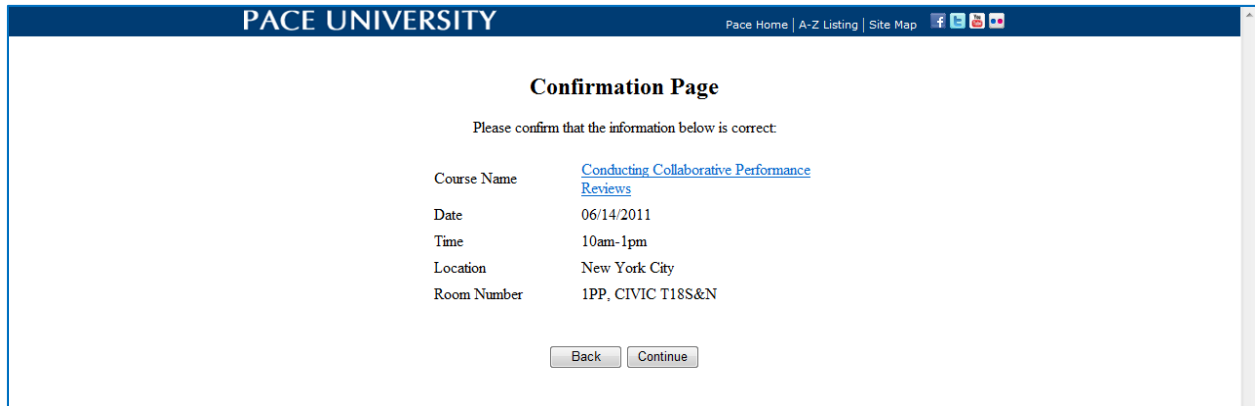 PACE UNIVERSITY
Pace Home | A-Z Listing | Site Map
Confirmation Page
Please confirm that the information below is correct:
Course Name Conducting Collaborative Performance
Reviews
Date 06/14/2011
Time 10am-1pm
Location New York City
Room Number 1PP, CIVIC T18S&N
Back Continue